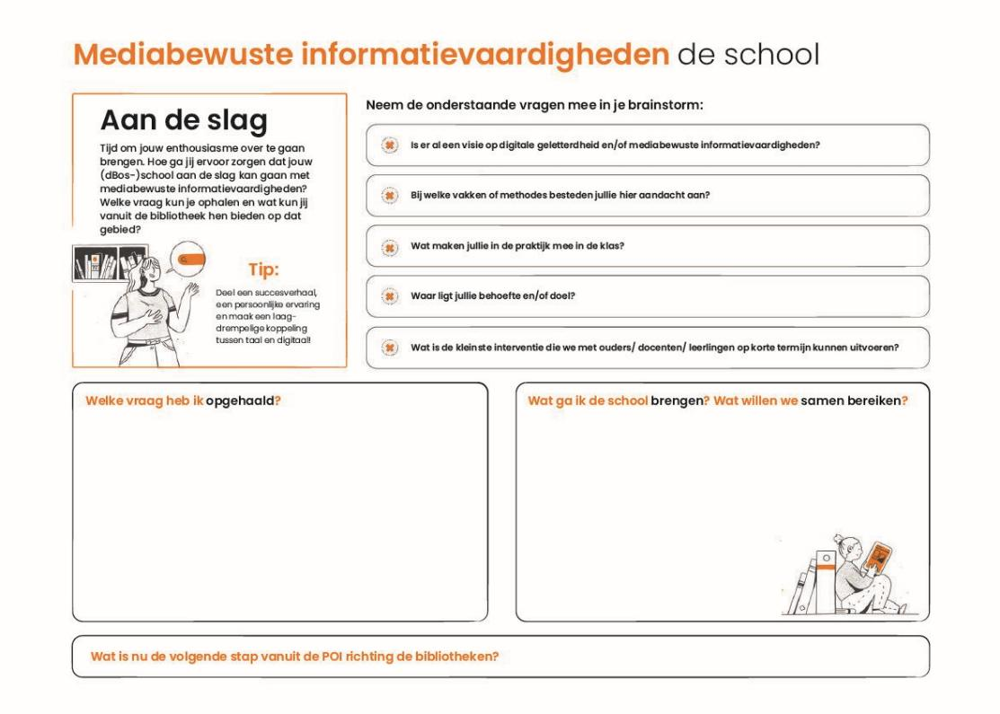 Mediabewuste informatievaardigheden de school
Aan de slag
Tijd om jouw enthousiasme over te gaan
brengen. Hoe ga jij ervoor zorgen dat jouw
(dBos-)school aan de slag kan gaan met
mediabewuste informatievaardigheden?
Welke vraag kun je ophalen en wat kun jij
vanuit de bibliotheek hen bieden op dat
gebied?
Tip:
Deel een succesverhaal,
een persoonlijke ervaring
en maak een laag-
drempelige koppeling
tussen taal en digitaal!
Neem de onderstaande vragen mee in je brainstorm:
Is er al een visie op digitale geletterdheid en/of mediabewuste informatievaardigheden?
Bij welke vakken of methodes besteden jullie hier aandacht aan?
Wat maken jullie in de praktijk mee in de klas?
Waar ligt jullie behoefte en/of doel?
Wat is de kleinste interventie die we met ouders/ docenten/ leerlingen op korte termijn kunnen uitvoeren?
Welke vraag heb ik opgehaald?
Wat ga ik de school brengen? Wat willen we samen bereiken?
Wat is nu de volgende stap vanuit de POI richting de bibliotheken?